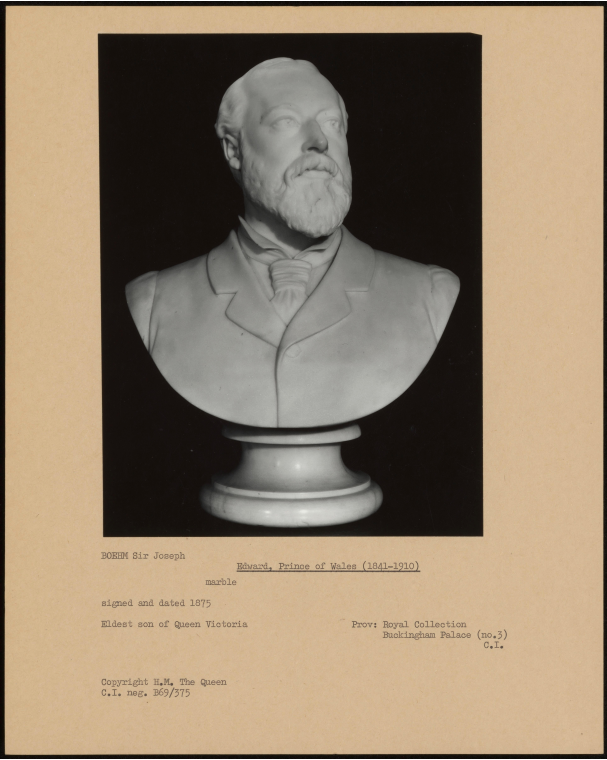 BOEHM Sir Joseph
Edward, Prince of Wales (1841-1910)
marble
signed and dated 1875
Eldest son of Queen Victoria
Prov: Royal Collection
Buckingham Palace (no.3)
C.I.
Copyright H.M. The Queen
C.I. neg. B69/375